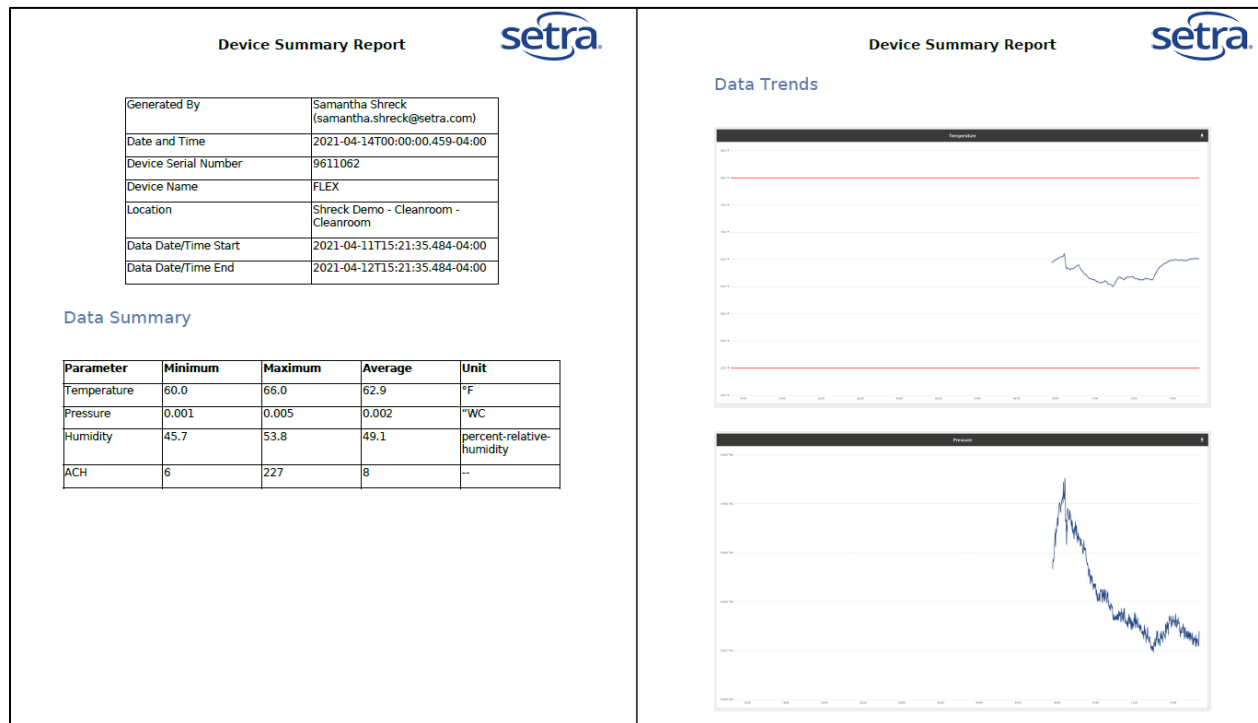 Device Summary Report
setra.
Generated By
Samantha Shreck
(samantha.shreck@setra.com)
Date and Time
2021-04-14T00:00:00.459-04:00
Device Serial Number
9611062
Device Name
FLEX
Location
Shreck Demo - Cleanroom -
Cleanroom
Data Date/Time Start
2021-04-11T15:21:35.484-04:00
Data Date/Time End
2021-04-12T15:21:35.484-04:00
Data Summary
Parameter Minimum Maximum Average Unit
Temperature 60.0 66.0 62.9 °F
Pressure 0.001 0.005 0.002 "WC
Humidity 45.7 53.8 49.1 percent-relative-
humidity
ACH 6 227 8 --
Device Summary Report
setra.
Data Trends
Temperature
Pressure